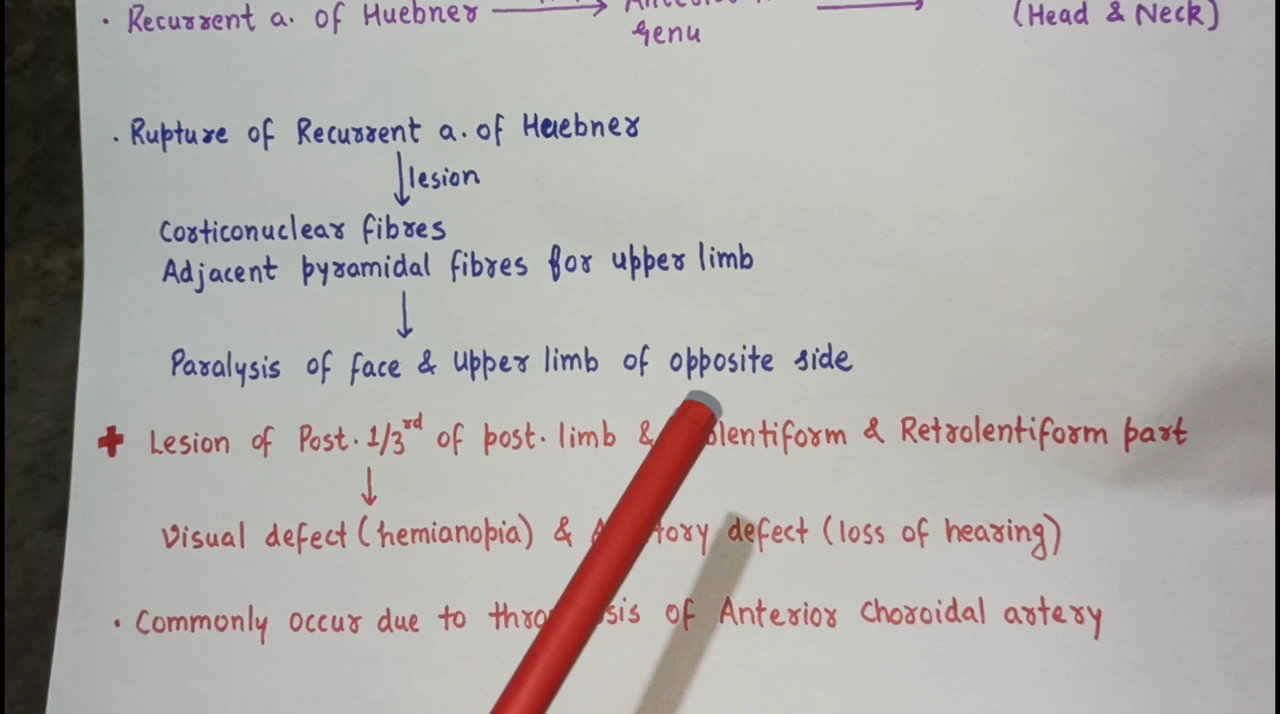 · Recurrent a. of Huebner
Genu
(Head & Neck)
· Rupture of Recurrent a. of Huebner
lesion
Corticonuclear fibres
Adjacent pyramidal fibres for upper limb
Paralysis of face & Upper limb of opposite side
+ Lesion of Post. 1/3rd of post. limb & & Retrolentiform part
Visual defect (hemianopia) & defect (loss of hearing)
· Commonly occur due to of Anterior Choroidal artery